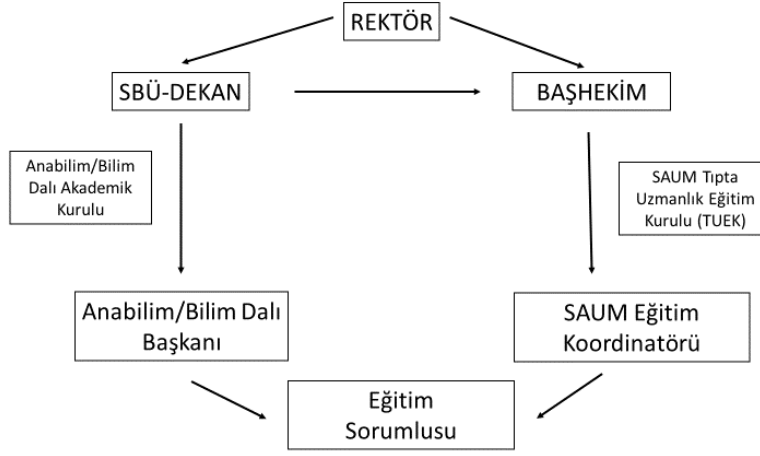 REKTÖR
SBÜ-DEKAN
BAŞHEKİM
Anabilim/Bilim
Dalı Akademik
Kurulu
SAUM Tıpta
Uzmanlık Eğitim
Kurulu (TUEK)
Anabilim/Bilim Dalı
Başkanı
SAUM Eğitim
Koordinatörü
Eğitim
Sorumlusu